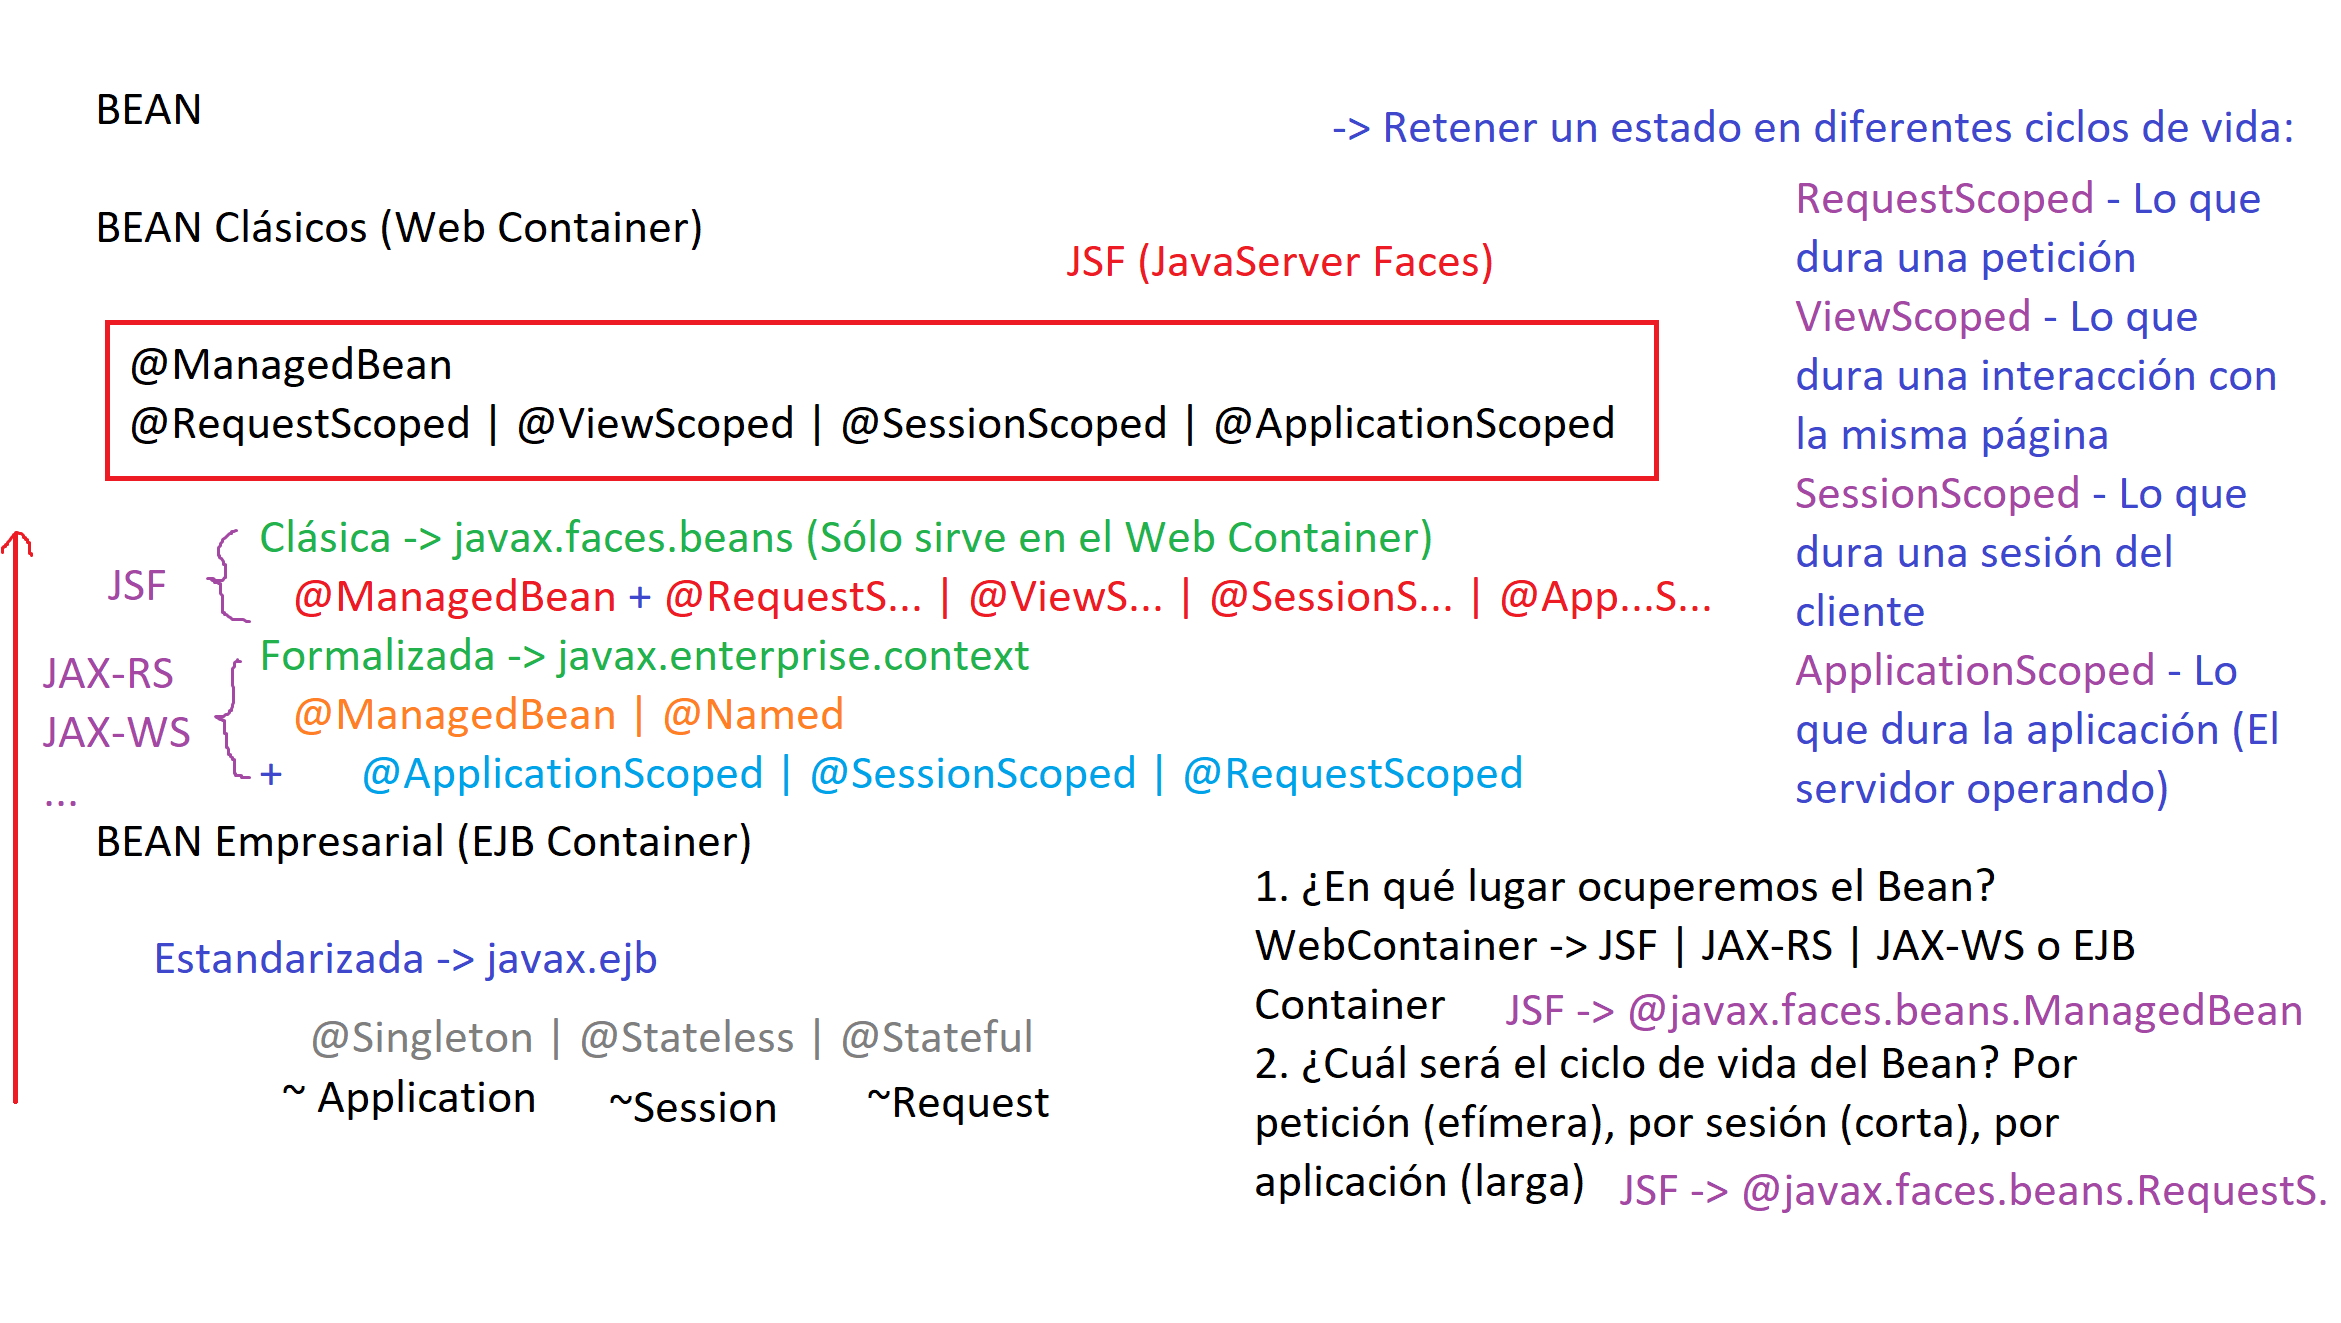 BEAN
-> Retener un estado en diferentes ciclos de vida:
BEAN Clásicos (Web Container)
JSF (JavaServer Faces)
@ManagedBean
@RequestScoped | @ViewScoped | @SessionScoped | @ApplicationScoped
RequestScoped - Lo que
dura una petición
ViewScoped - Lo que
dura una interacción con
la misma página
SessionScoped - Lo que
dura una sesión del
cliente
ApplicationScoped - Lo
que dura la aplicación (El
servidor operando)
JSF
Clásica -> javax.faces.beans (Sólo sirve en el Web Container)
@ManagedBean + @RequestS... | @ViewS... | @SessionS... | @App...S...
JAX-RS
JAX-WS
...
Formalizada -> javax.enterprise.context
@ManagedBean | @Named
+ @ApplicationScoped | @SessionScoped | @RequestScoped
BEAN Empresarial (EJB Container)
Estandarizada -> javax.ejb
@Singleton | @Stateless | @Stateful
~ Application ~Session ~Request
1. ¿En qué lugar ocuperemos el Bean?
WebContainer -> JSF | JAX-RS | JAX-WS o EJB
Container JSF -> @javax.faces.beans.ManagedBean
2. ¿Cuál será el ciclo de vida del Bean? Por
petición (efímera), por sesión (corta), por
aplicación (larga) JSF -> @javax.faces.beans.RequestS.